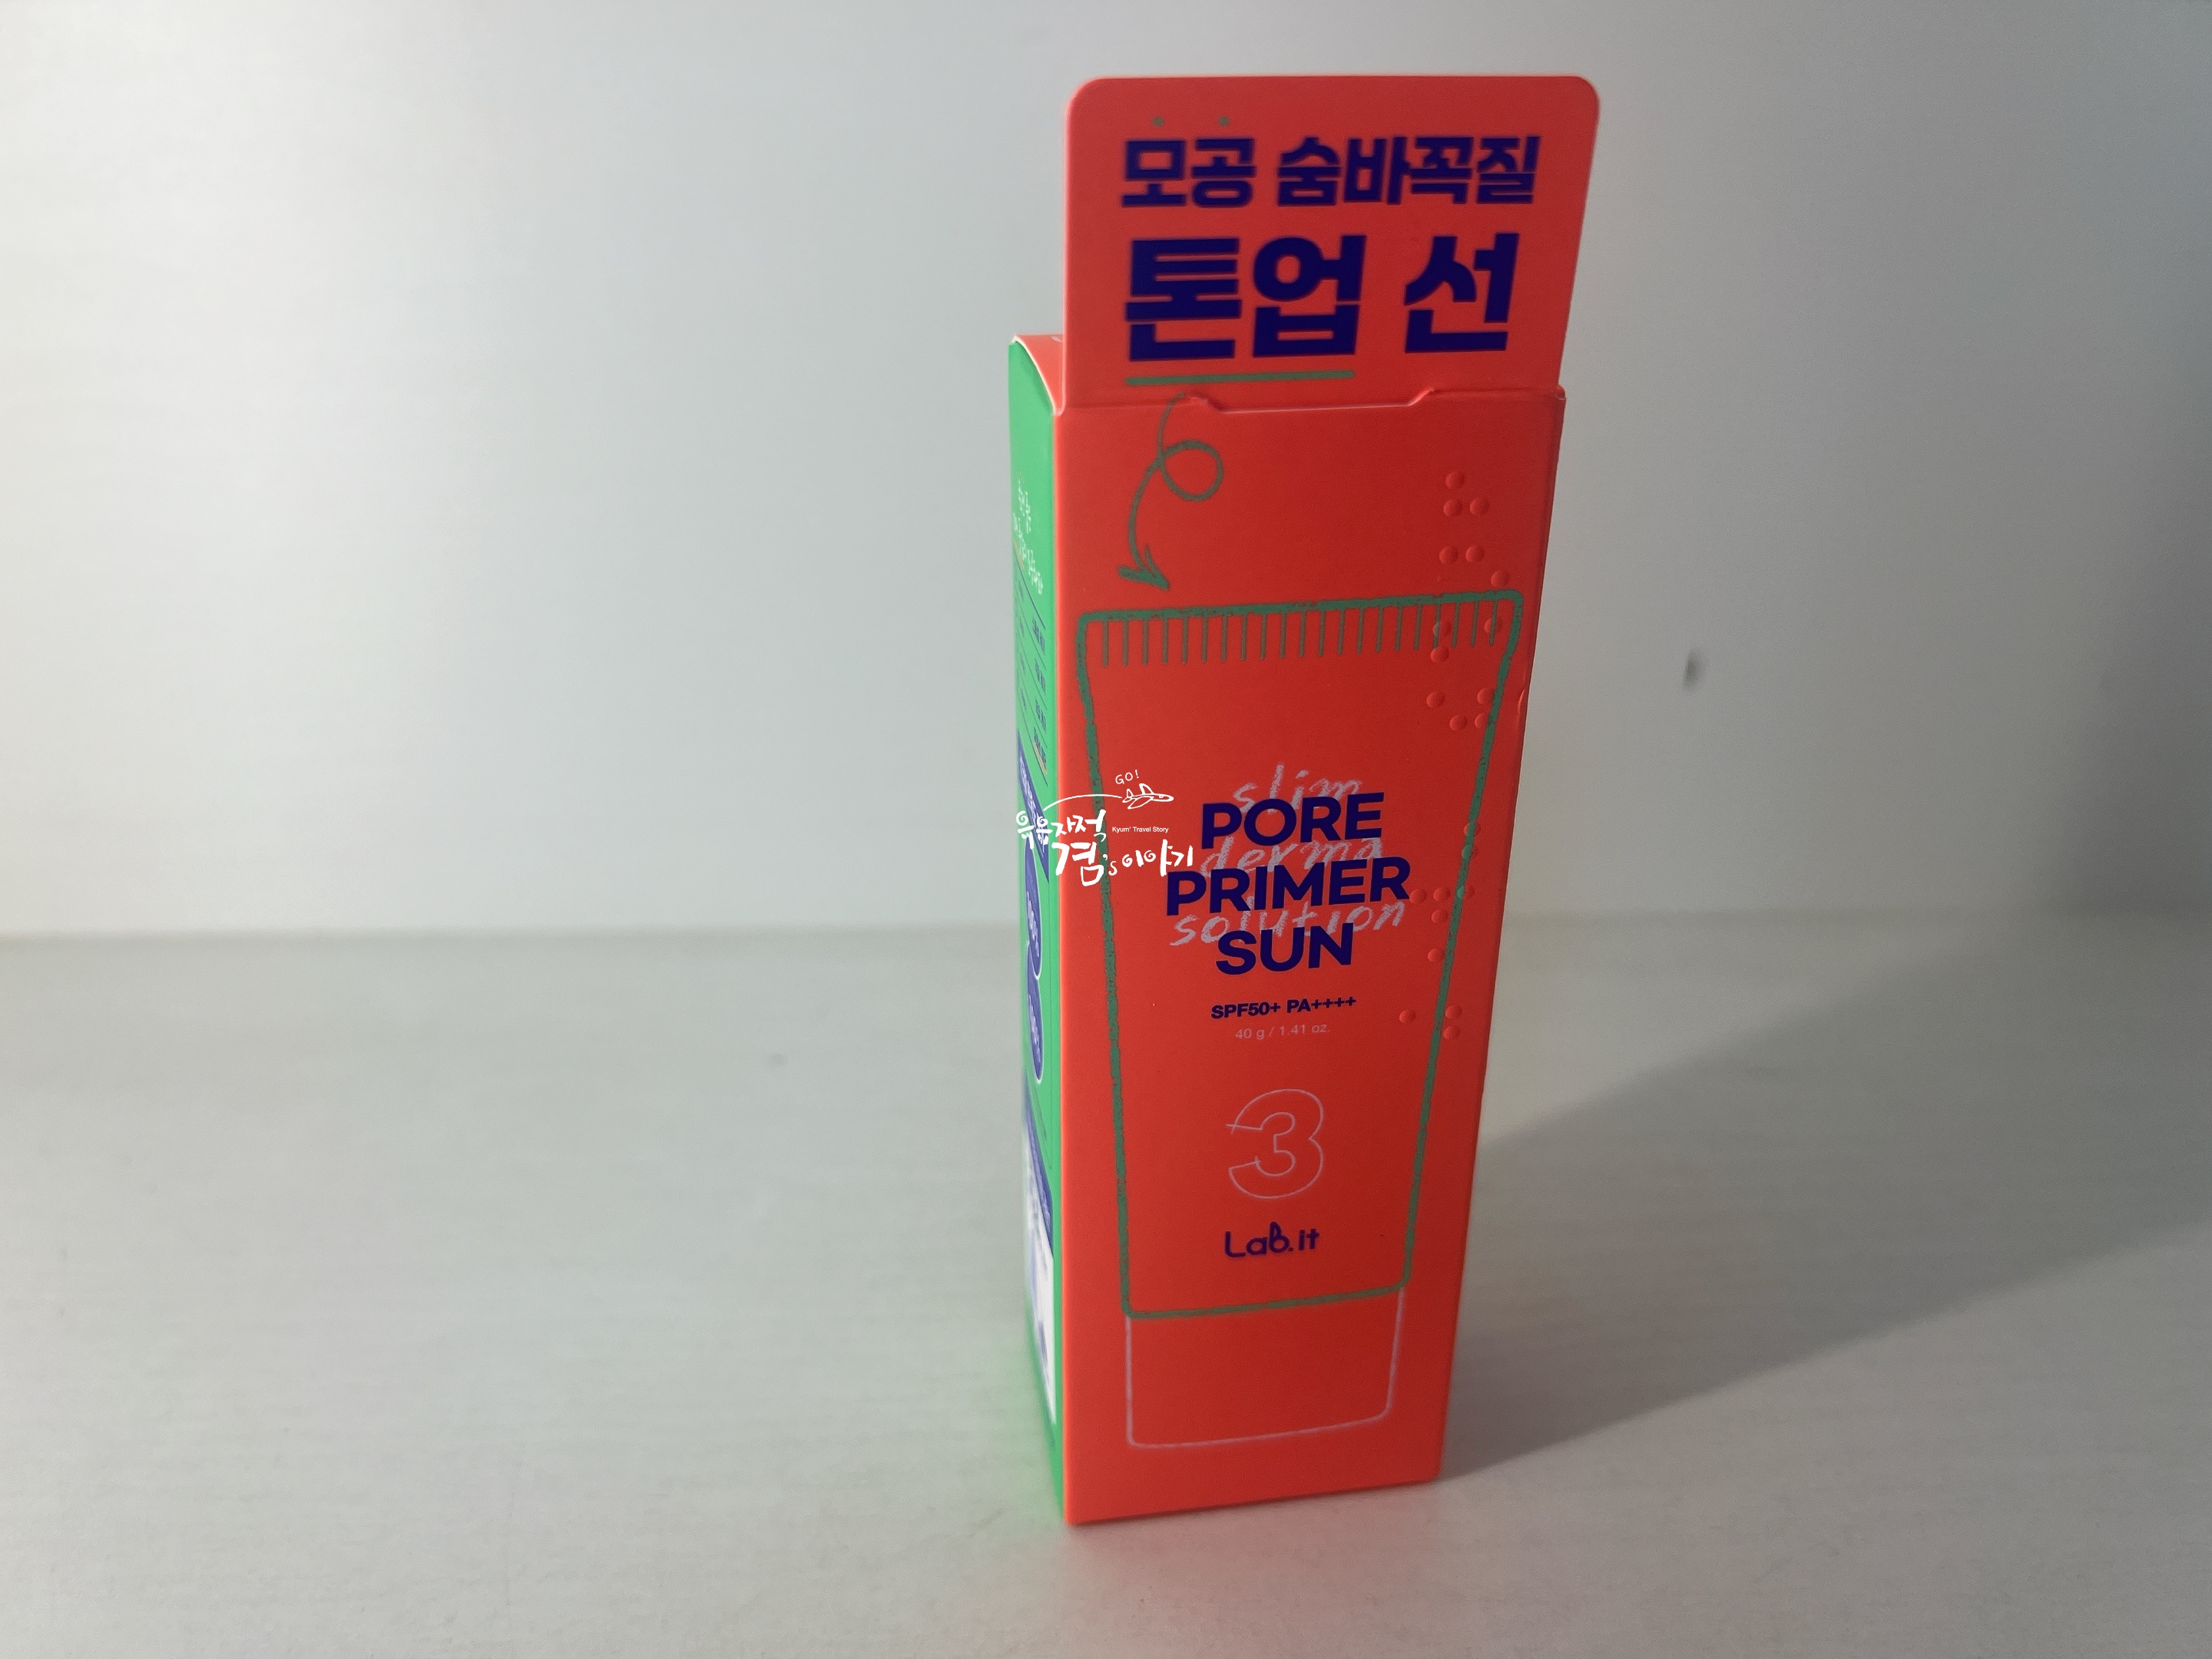 모공 숨바꼭질
톤업 선
slim
PORE
derma
PRIMER
solution
SUN
SPF50+ PA++++
40 g / 1.41 oz.
3
Lab.it
GO!
유유자적
Kyum' Travel Story
겸's 이야기